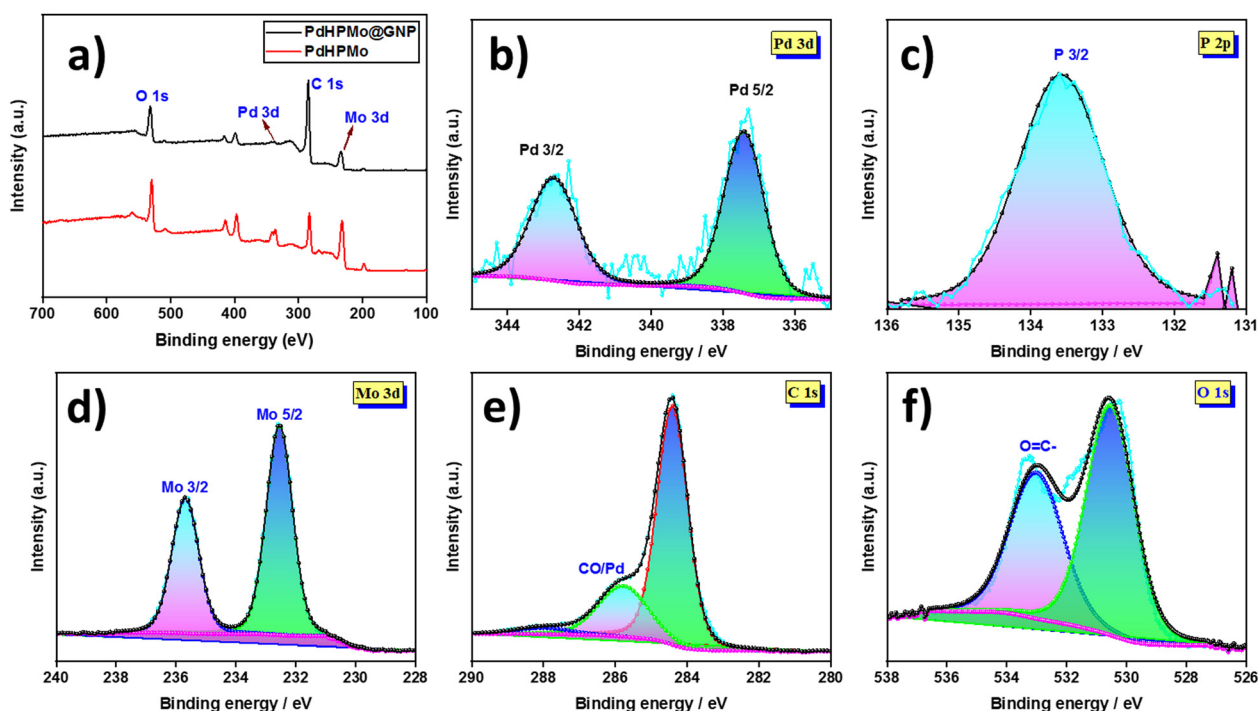 a)
PdHPMo@GNP
PdHPMo
O 1s
Pd 3d
C 1s
Mo 3d
Intensity (a.u.)
700 600 500 400 300 200 100
Binding energy (eV)
b)
Pd 3d
Pd 3/2
Pd 5/2
Intensity (a.u.)
344 342 340 338 336
Binding energy / eV
c)
P 2p
P 3/2
Intensity (a.u.)
136 135 134 133 132 131
Binding energy / eV
d)
Mo 3d
Mo 3/2
Mo 5/2
Intensity (a.u.)
240 238 236 234 232 230 228
Binding energy / eV
e)
C 1s
CO/Pd
Intensity (a.u.)
290 288 286 284 282 280
Binding energy / eV
f)
O 1s
O=C-
Intensity (a.u.)
538 536 534 532 530 528 526
Binding energy / eV